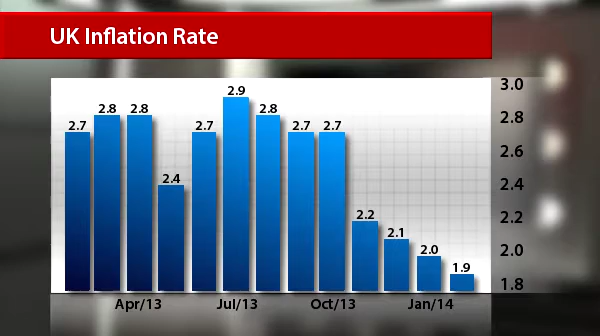 UK Inflation Rate
3.0
2.9
2.8 2.8 2.8 2.8
2.7 2.7 2.7 2.7
2.6
2.4 2.4
2.2 2.2
2.1
2.0 2.0
1.9
1.8
Apr/13 Jul/13 Oct/13 Jan/14